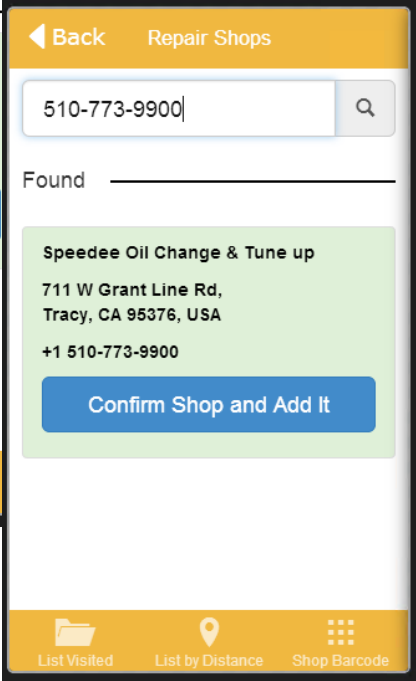 Back Repair Shops
510-773-9900
Found
Speedee Oil Change & Tune up
711 W Grant Line Rd,
Tracy, CA 95376, USA
+1 510-773-9900
Confirm Shop and Add It
List Visited List by Distance Shop Barcode